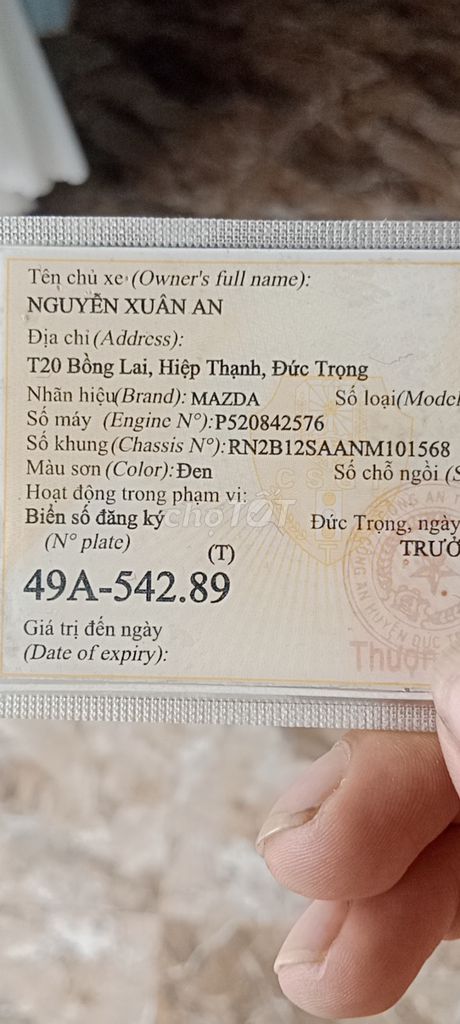 Tên chủ xe (Owner's full name):
NGUYỄN XUÂN AN
Địa chỉ (Address):
T20 Bồng Lai, Hiệp Thạnh, Đức Trọng
Nhãn hiệu(Brand): MAZDA Số loại(Model
Số máy (Engine N°):P520842576
Số khung(Chassis N°):RN2B12SAANM101568
Màu sơn (Color):Đen Số chỗ ngồi (S
Hoạt động trong phạm vi:
Biển số đăng ký Đức Trọng, ngày
chợTỐT
(N° plate) TRƯỞ
(T)
49A-542.89
Giá trị đến ngày
(Date of expiry):
Thượn